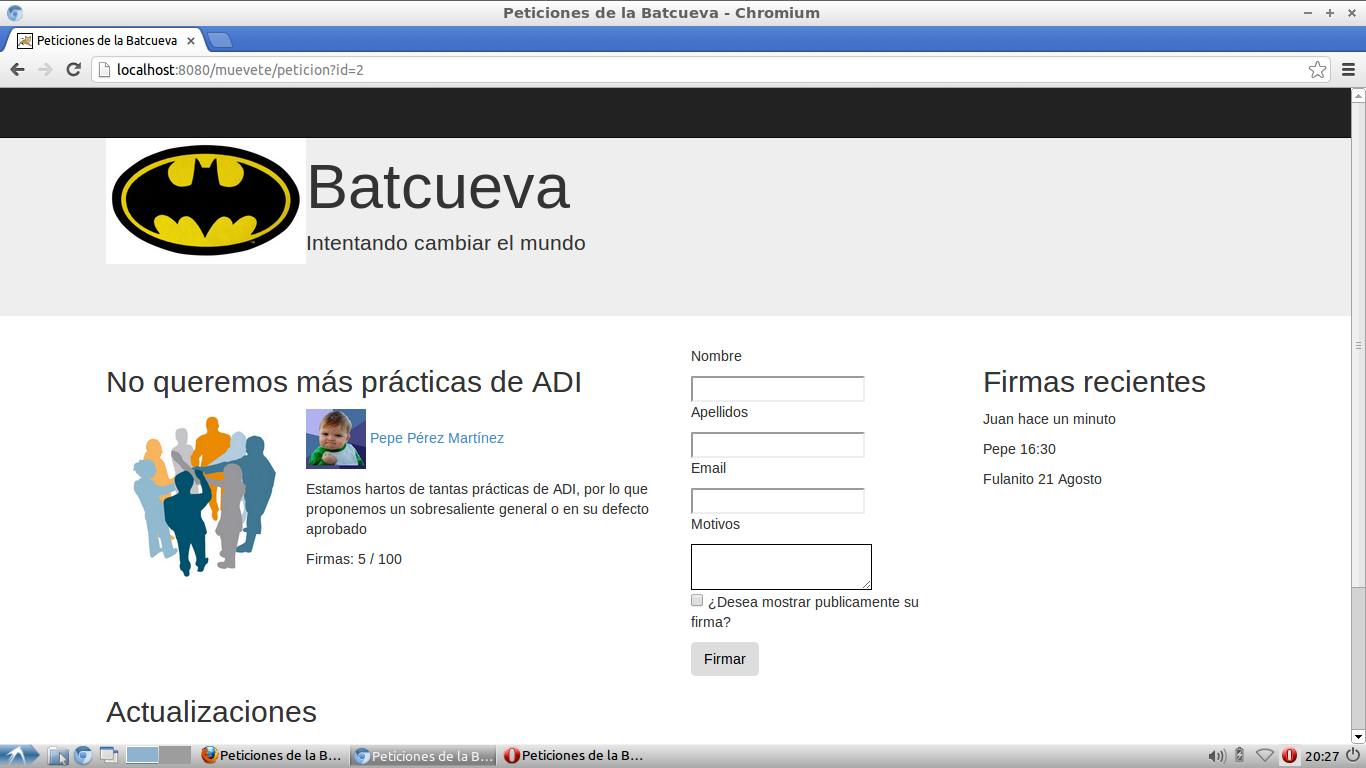 Peticiones de la Batcueva - Chromium
Peticiones de la Batcueva
localhost:8080/muevete/peticion?id=2
Batcueva
Intentando cambiar el mundo
No queremos más prácticas de ADI
Pepe Pérez Martínez
Estamos hartos de tantas prácticas de ADI, por lo que
proponemos un sobresaliente general o en su defecto
aprobado
Firmas: 5 / 100
Nombre
Apellidos
Email
Motivos
¿Desea mostrar publicamente su
firma?
Firmar
Firmas recientes
Juan hace un minuto
Pepe 16:30
Fulanito 21 Agosto
Actualizaciones
Peticiones de la B...
Peticiones de la B...
Peticiones de la B...
20:27